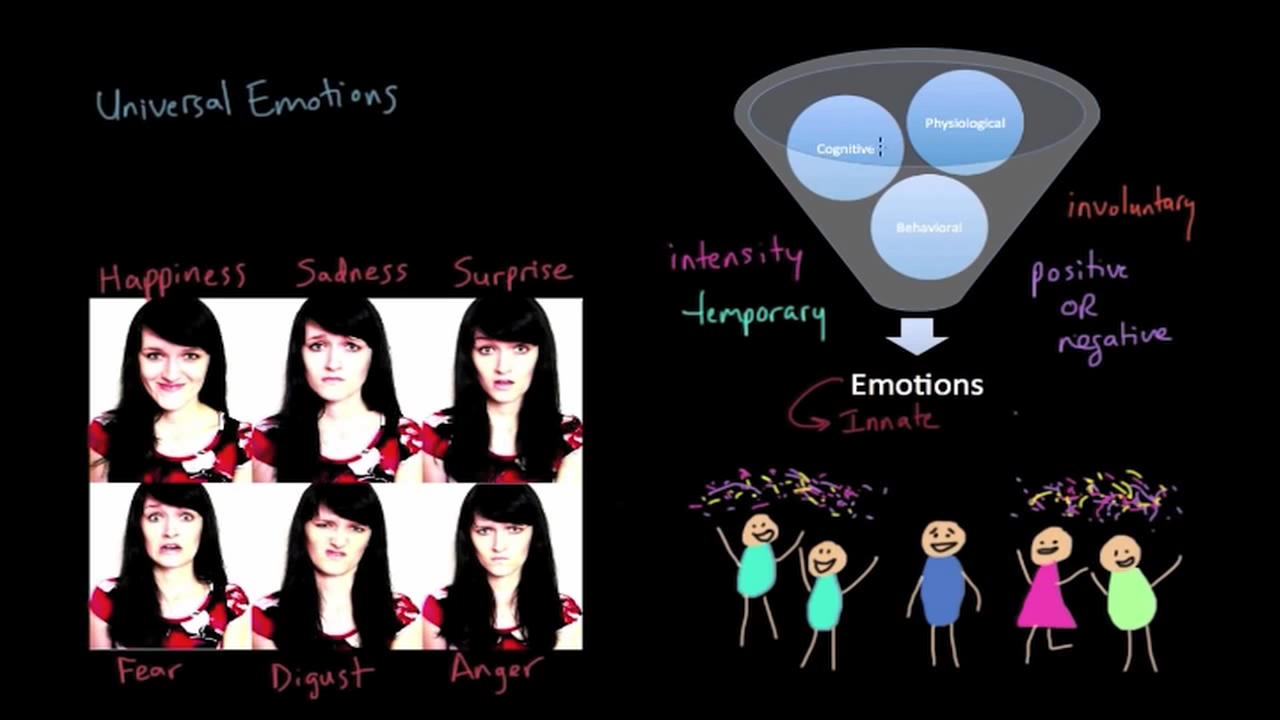 Universal Emotions
Happiness Sadness Surprise
Fear Digust Anger
Cognitive
Physiological
Behavioral
intensity
temporary
involuntary
positive
OR
negative
Emotions
Innate